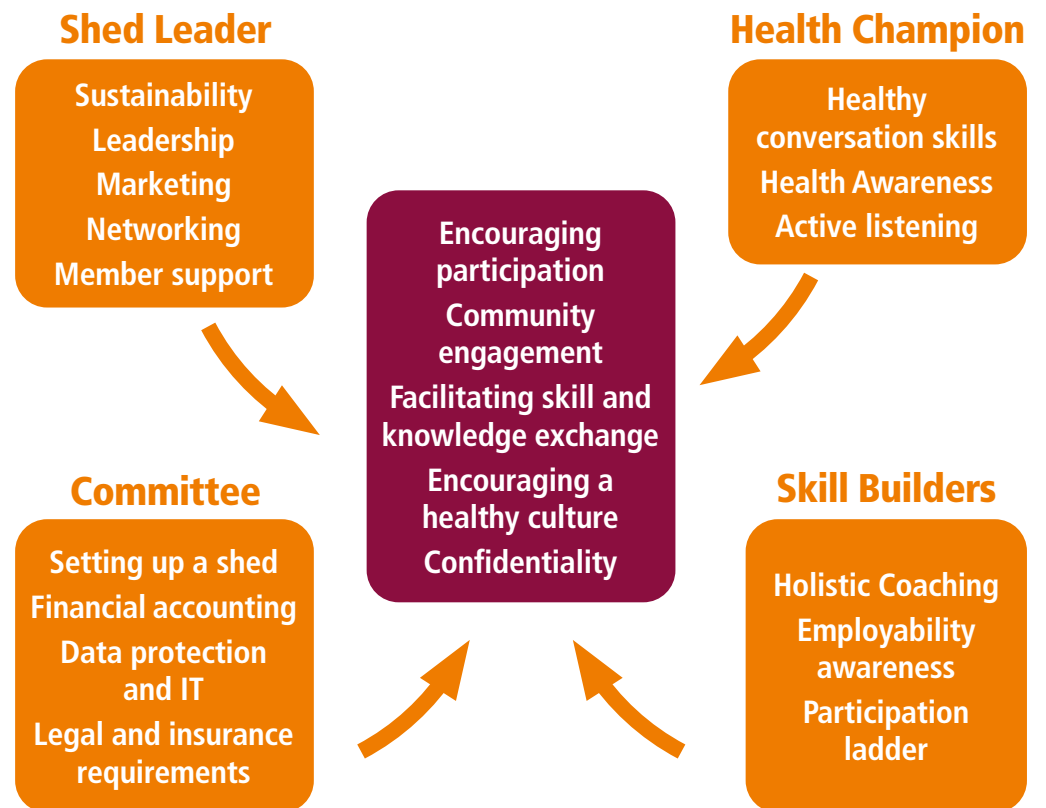 Shed Leader
Sustainability
Leadership
Marketing
Networking
Member support
Health Champion
Healthy
conversation skills
Health Awareness
Active listening
Encouraging
participation
Community
engagement
Facilitating skill and
knowledge exchange
Encouraging a
healthy culture
Confidentiality
Committee
Setting up a shed
Financial accounting
Data protection
and IT
Legal and insurance
requirements
Skill Builders
Holistic Coaching
Employability
awareness
Participation
ladder